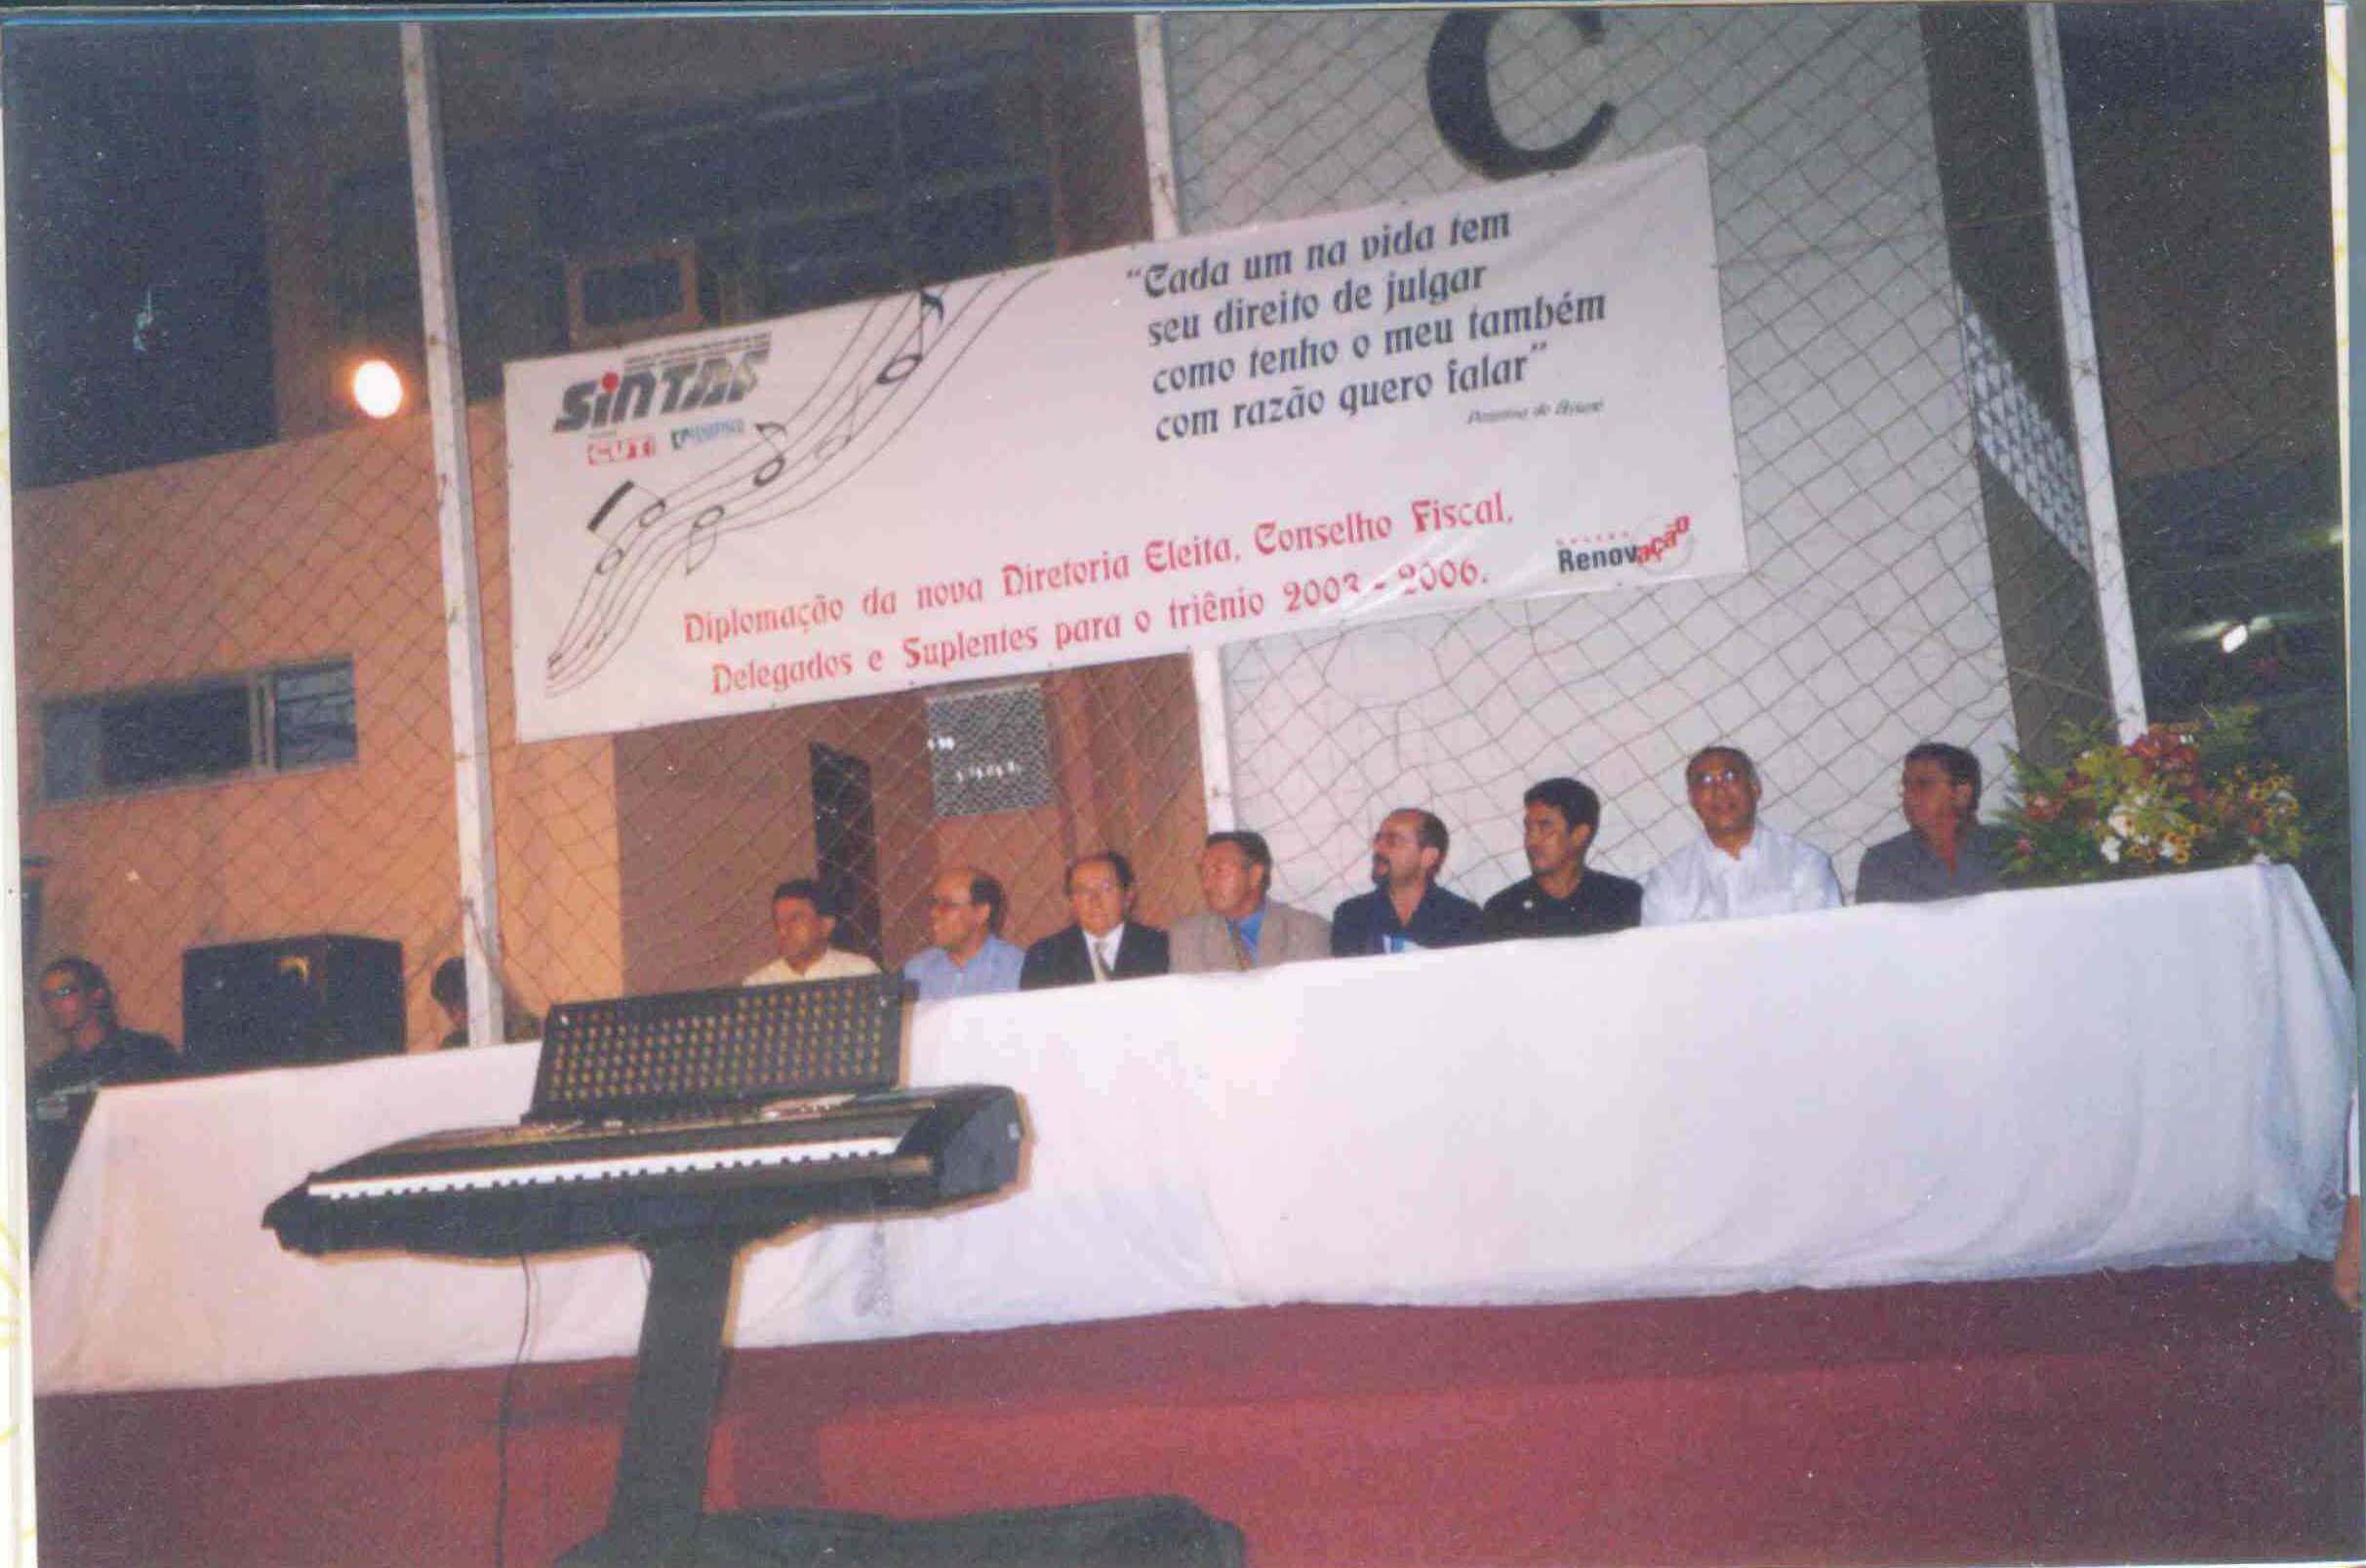 C
SINTAF
CUT
"Cada um na vida tem
seu direito de julgar
como tenho o meu também
com razão quero falar"
Diplomação da nova Diretoria Eleita, Conselho Fiscal,
Delegados e Suplentes para o triênio 2003 - 2006.
Renovação